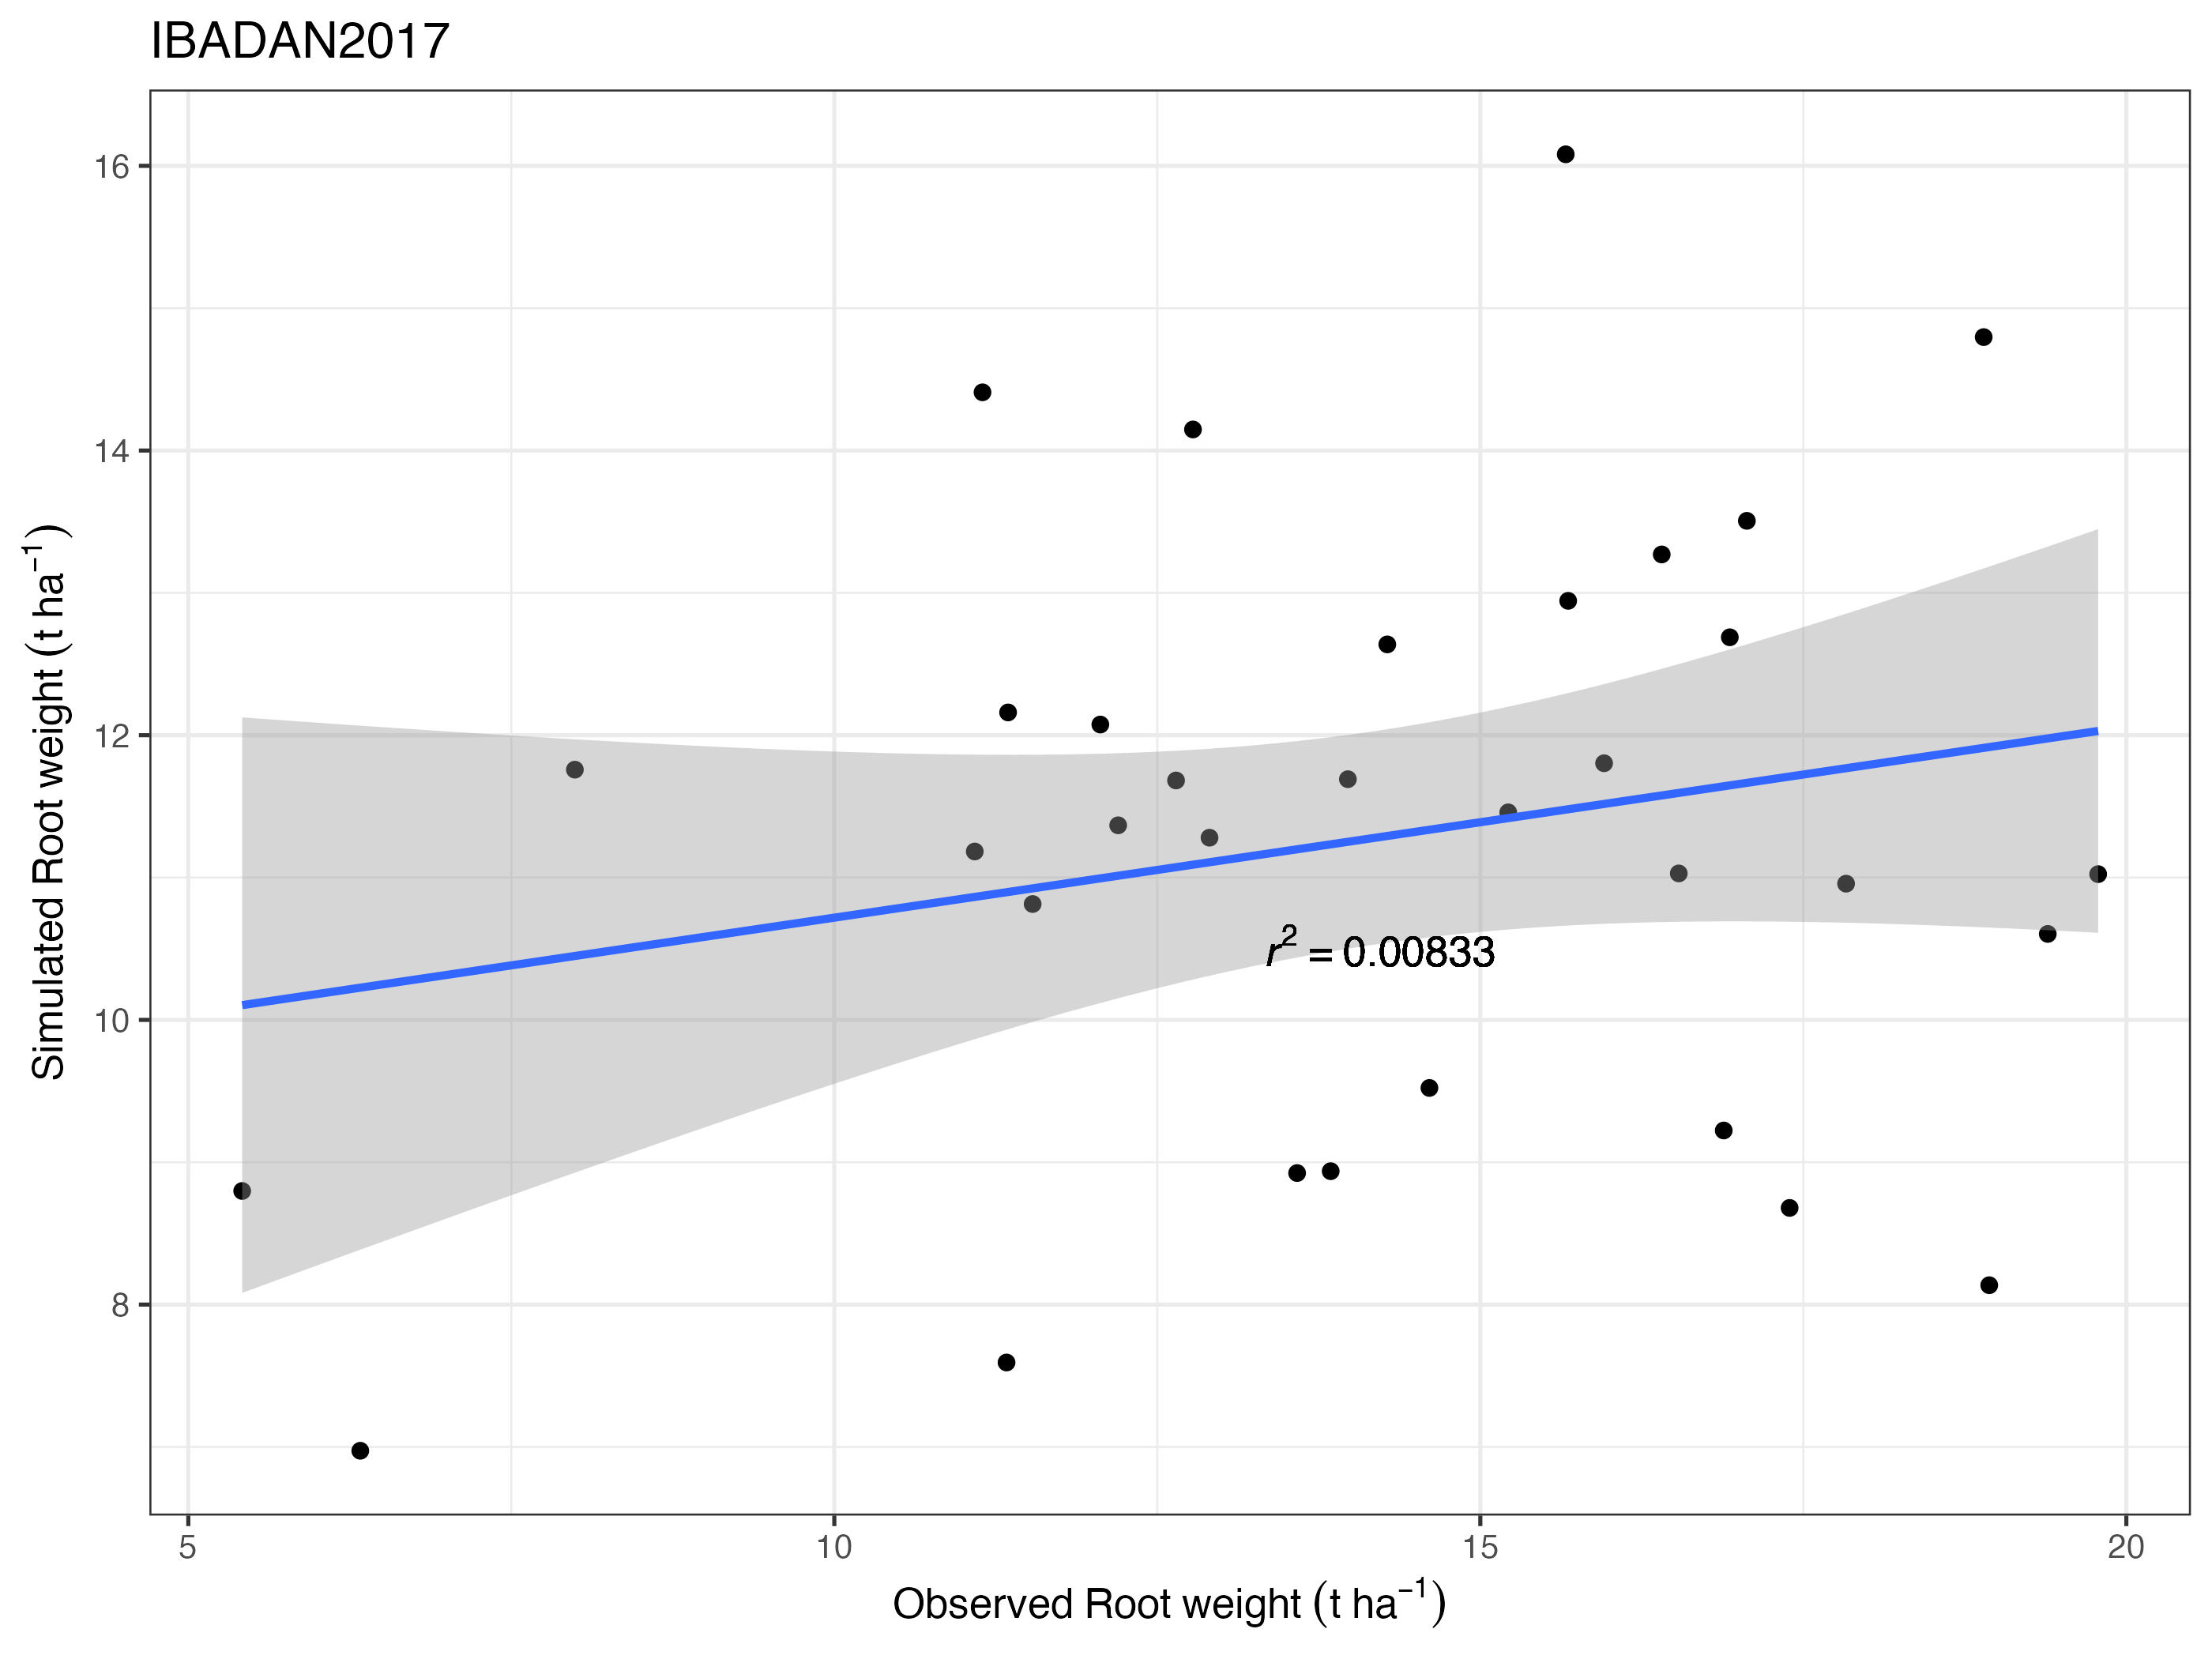 IBADAN2017
Simulated Root weight (t ha⁻¹)
16
14
12
10
8
r² = 0.00833
5 10 15 20
Observed Root weight (t ha⁻¹)